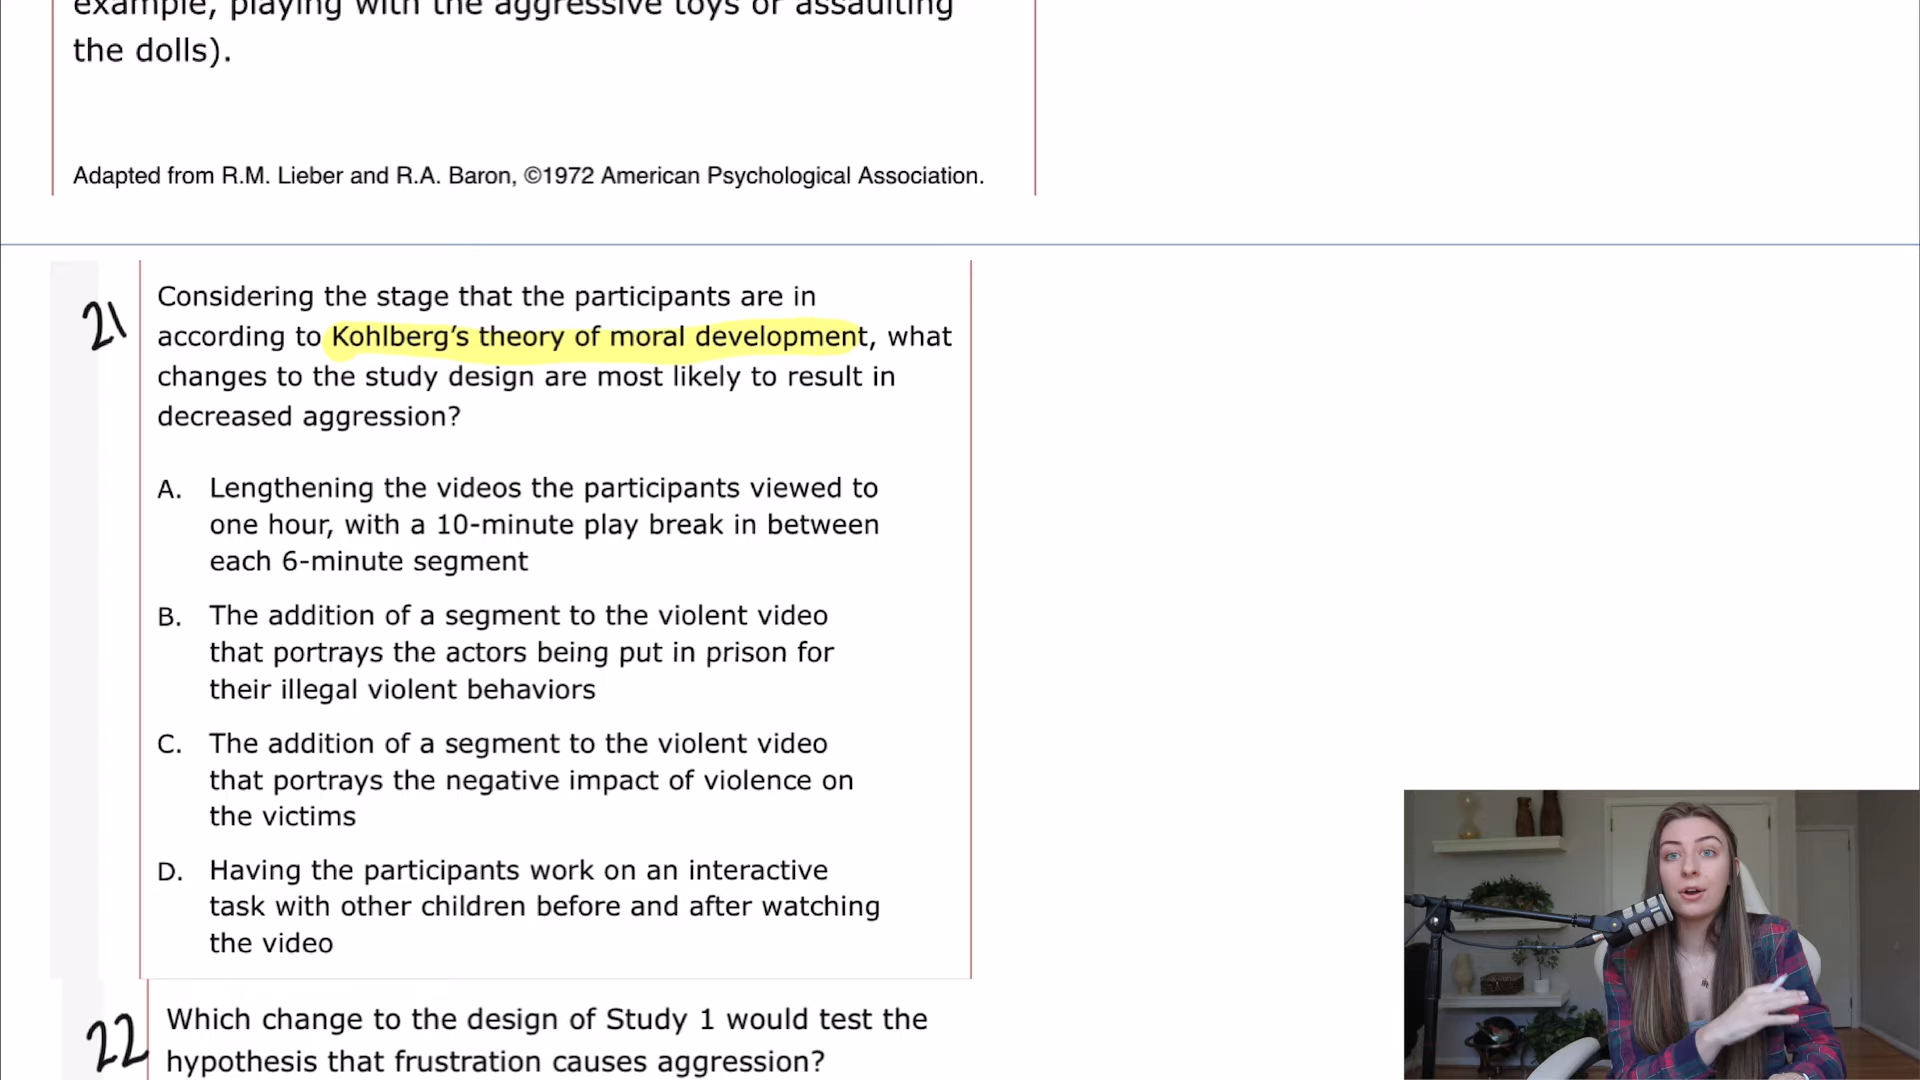 example, playing with the aggressive toys or assaulting
the dolls).
Adapted from R.M. Lieber and R.A. Baron, ©1972 American Psychological Association.
21
Considering the stage that the participants are in
according to Kohlberg's theory of moral development, what
changes to the study design are most likely to result in
decreased aggression?
A. Lengthening the videos the participants viewed to
one hour, with a 10-minute play break in between
each 6-minute segment
B. The addition of a segment to the violent video
that portrays the actors being put in prison for
their illegal violent behaviors
C. The addition of a segment to the violent video
that portrays the negative impact of violence on
the victims
D. Having the participants work on an interactive
task with other children before and after watching
the video
22
Which change to the design of Study 1 would test the
hypothesis that frustration causes aggression?